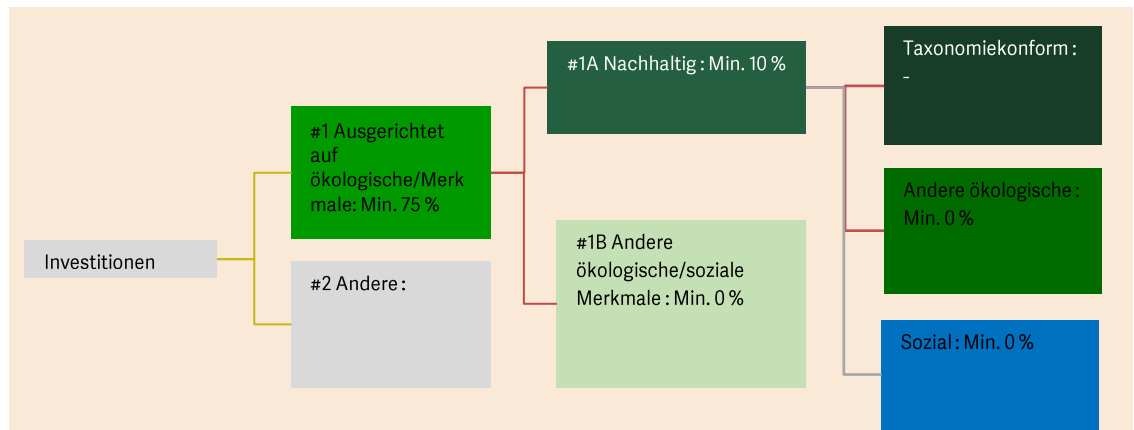 Investitionen
#1 Ausgerichtet
auf
ökologische/Merk
male: Min. 75 %
#2 Andere :
#1A Nachhaltig : Min. 10 %
#1B Andere
ökologische/soziale
Merkmale : Min. 0 %
Taxonomiekonform :
-
Andere ökologische :
Min. 0 %
Sozial : Min. 0 %